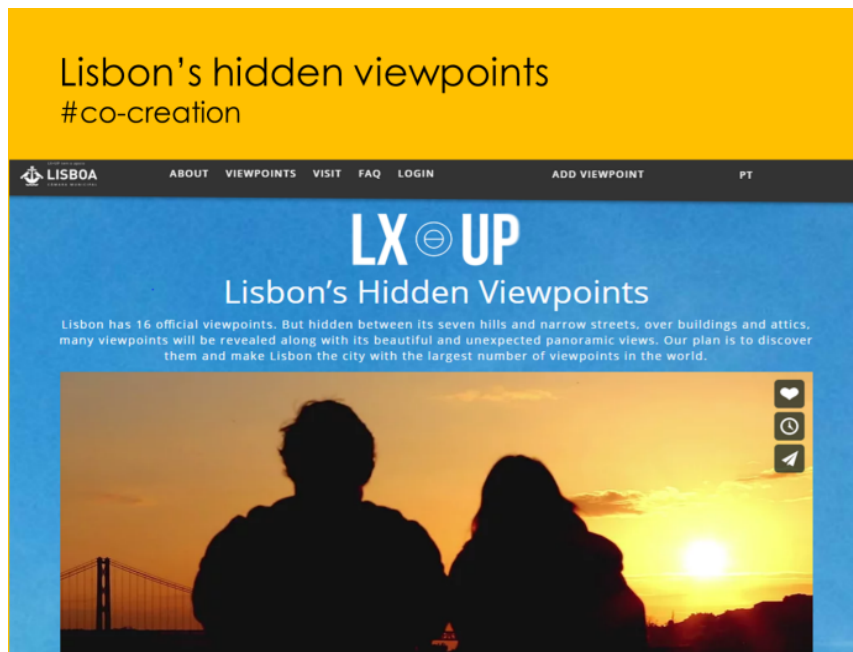 Lisbon's hidden viewpoints
#co-creation
LISBOA
CÂMARA MUNICIPAL
ABOUT VIEWPOINTS VISIT FAQ LOGIN ADD VIEWPOINT PT
LX UP
Lisbon's Hidden Viewpoints
Lisbon has 16 official viewpoints. But hidden between its seven hills and narrow streets, over buildings and attics,
many viewpoints will be revealed along with its beautiful and unexpected panoramic views. Our plan is to discover
them and make Lisbon the city with the largest number of viewpoints in the world.